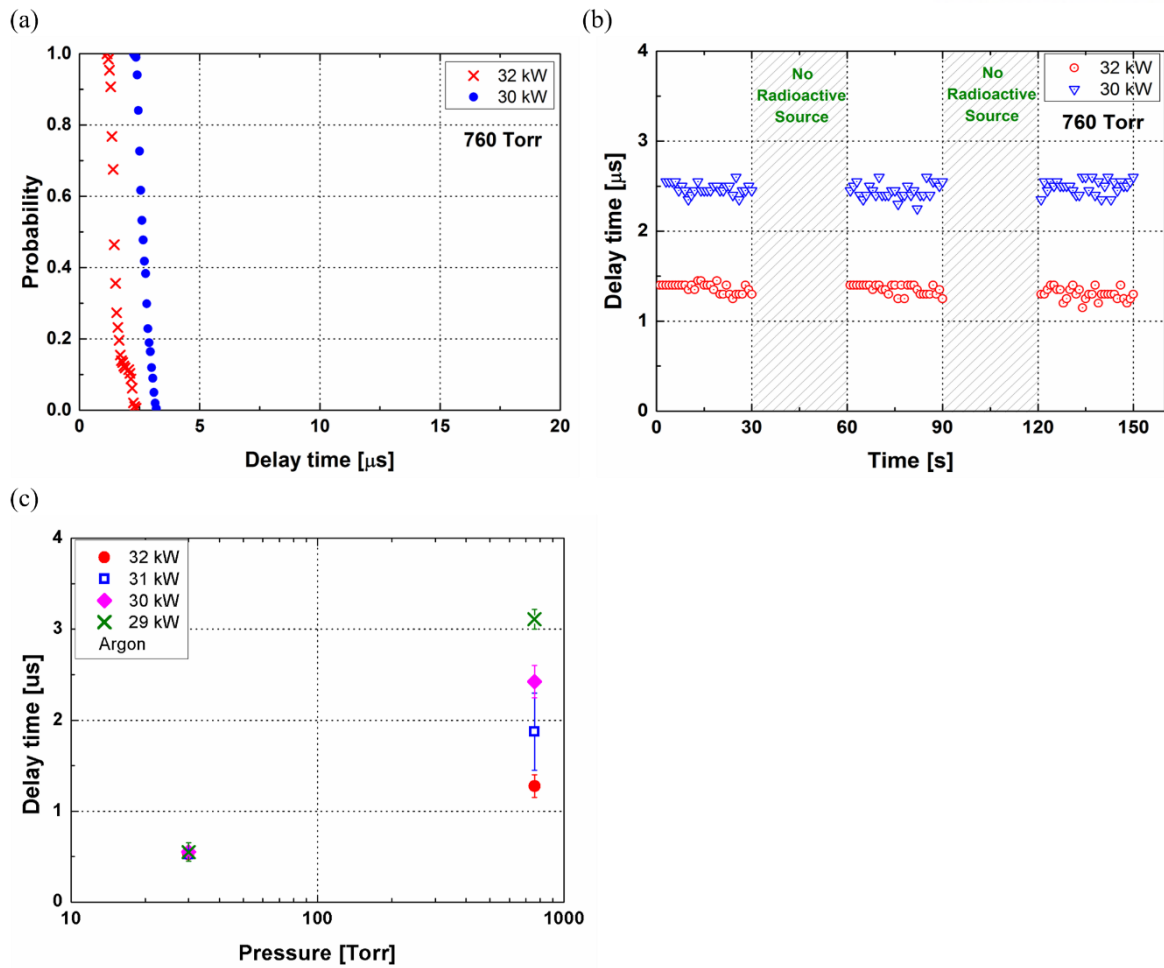 (a)
1.0
0.8
0.6
0.4
0.2
0.0
Probability
32 kW
30 kW
760 Torr
0
5
10
15
20
Delay time [μs]
(b)
4
3
2
1
0
Delay time [μs]
No
Radioactive
Source
No
Radioactive
Source
32 kW
30 kW
760 Torr
0
30
60
90
120
150
Time [s]
(c)
4
3
2
1
0
Delay time [us]
32 kW
31 kW
30 kW
29 kW
Argon
10
100
1000
Pressure [Torr]